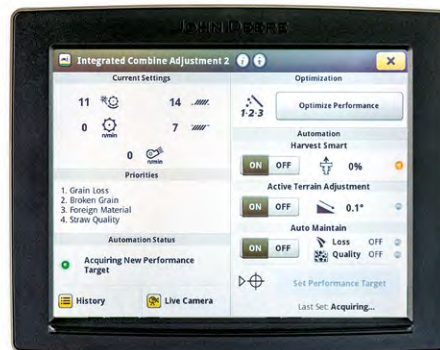 JOHN DEERE
Integrated Combine Adjustment 2
Current Settings
11
14
0
n/min
7
0
n/min
Priorities
1. Grain Loss
2. Broken Grain
3. Foreign Material
4. Straw Quality
Automation Status
Acquiring New Performance
Target
History
Live Camera
Optimization
1-2-3
Optimize Performance
Automation
Harvest Smart
ON OFF
0%
Active Terrain Adjustment
ON OFF
0.1°
Auto Maintain
ON OFF
Loss OFF
Quality OFF
Set Performance Target
Last Set: Acquiring...